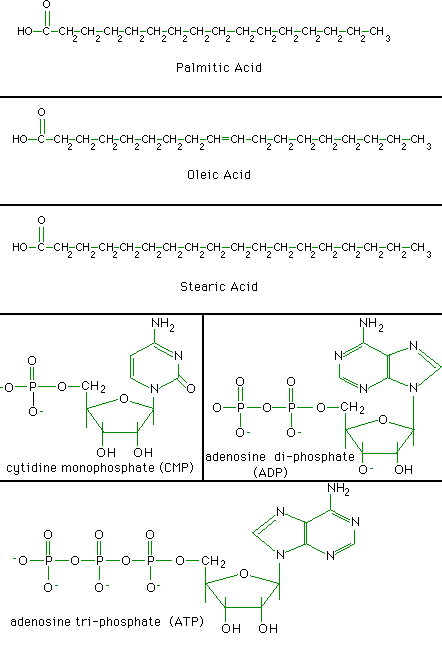 O
HO-C-CH2-CH2-CH2-CH2-CH2-CH2-CH2-CH2-CH2-CH2-CH2-CH2-CH2-CH2-CH3
Palmitic Acid
O
HO-C-CH2-CH2-CH2-CH2-CH2-CH2-CH2-CH=CH-CH2-CH2-CH2-CH2-CH2-CH2-CH2-CH3
Oleic Acid
O
HO-C-CH2-CH2-CH2-CH2-CH2-CH2-CH2-CH2-CH2-CH2-CH2-CH2-CH2-CH2-CH2-CH2-CH3
Stearic Acid
NH2
N
O
-O-P-O-CH2
N
O
O-
O
OH OH
cytidine monophosphate (CMP)
NH2
N
N
N
N
O O
-O-P-O-P-O-CH2
O- O-
O
O- OH
adenosine di-phosphate
(ADP)
NH2
N
N
N
N
O O O
-O-P-O-P-O-P-O-CH2
O- O- O-
O
OH OH
adenosine tri-phosphate (ATP)